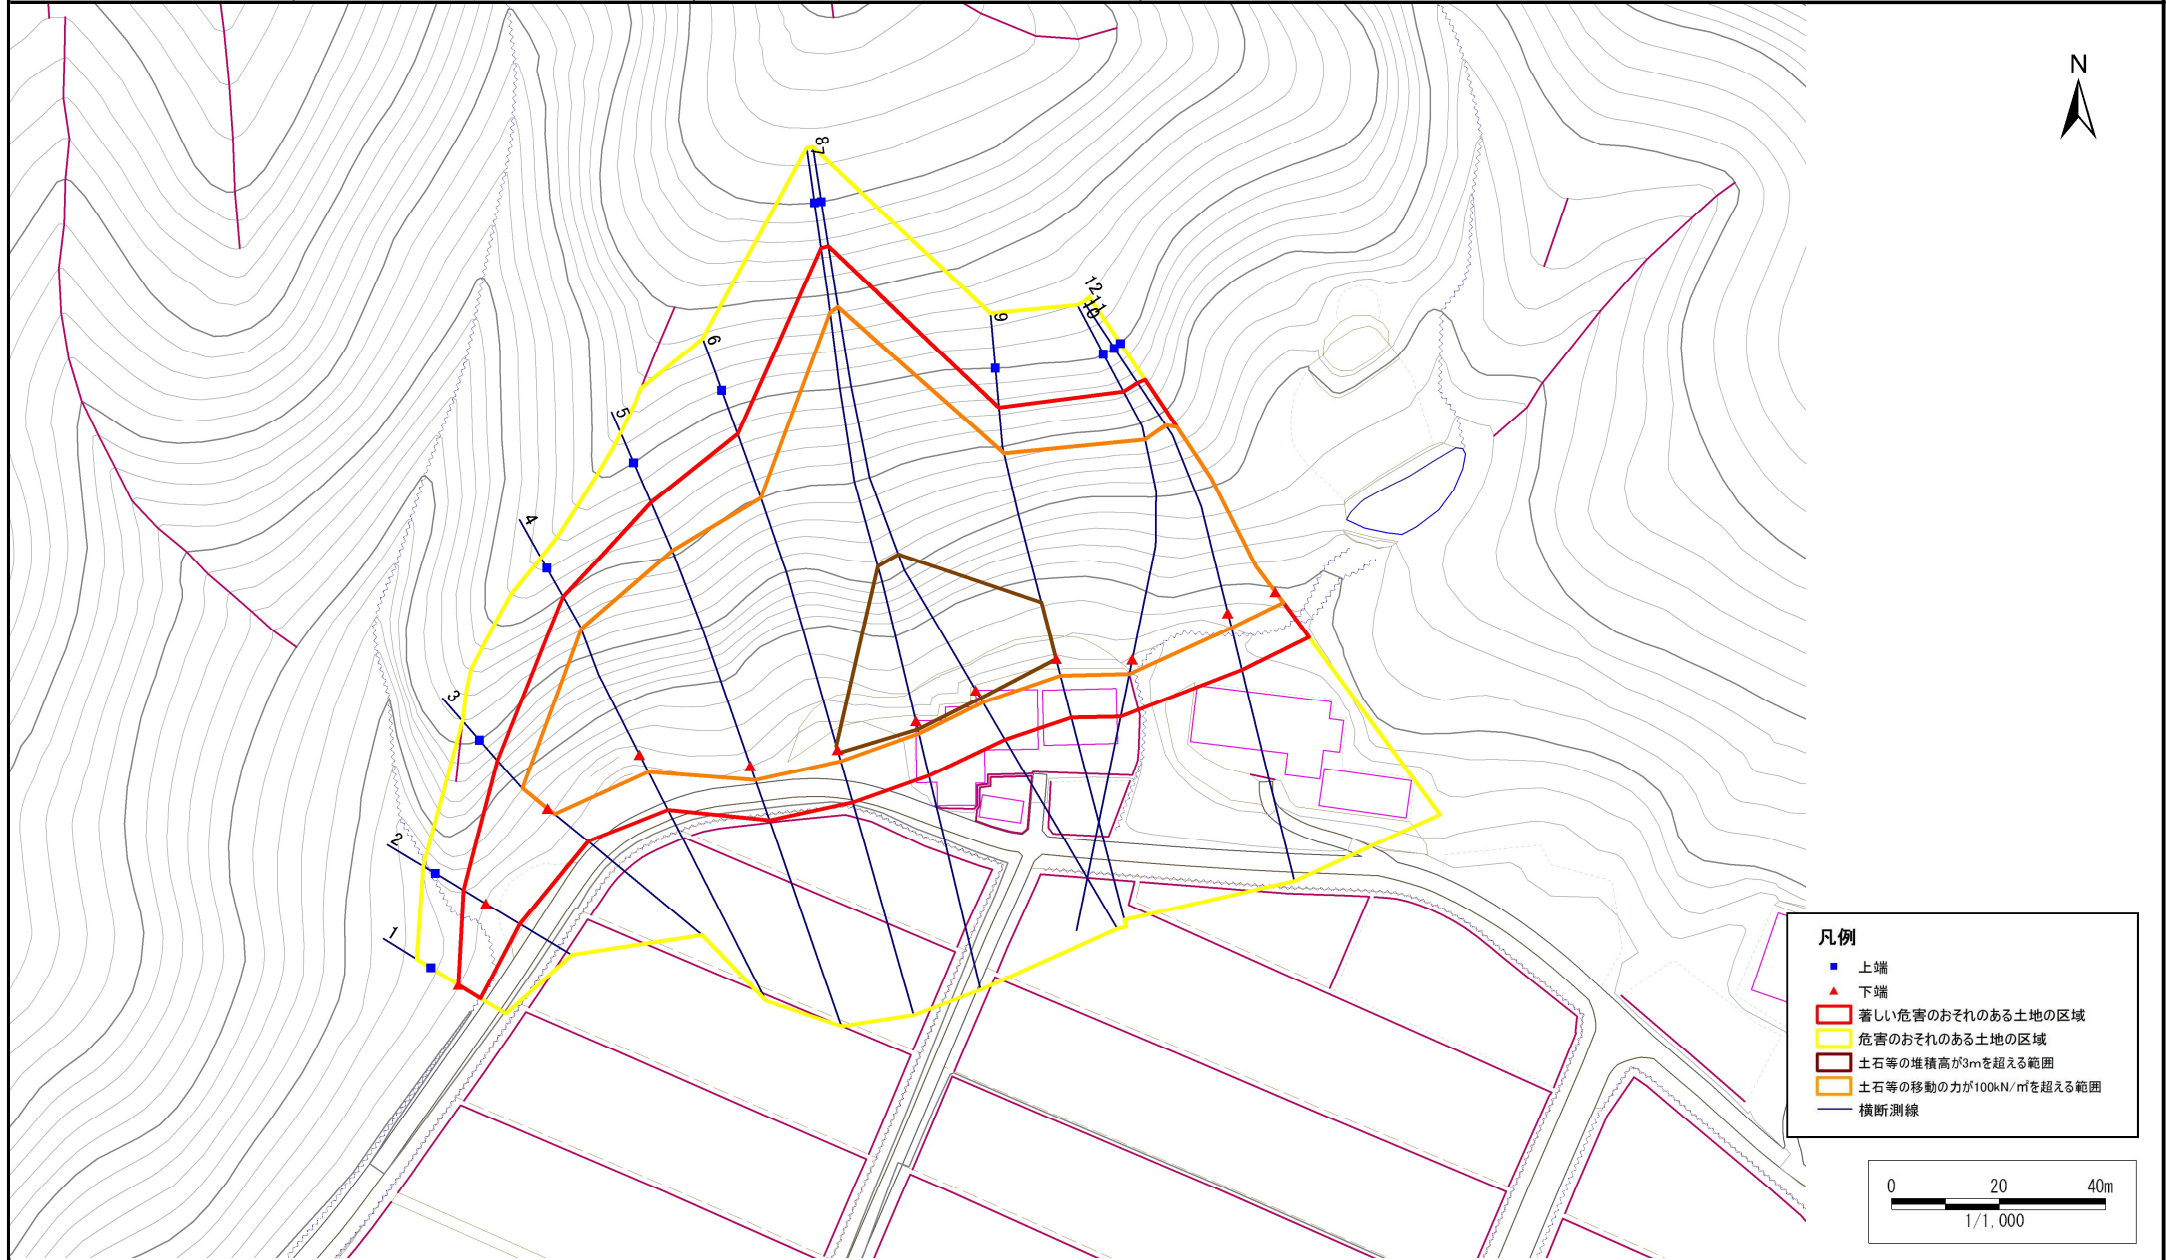 N
8
7
12
11
10
9
6
5
4
3
2
1
凡例
上端
下端
著しい危害のおそれのある土地の区域
危害のおそれのある土地の区域
土石等の堆積高が3mを超える範囲
土石等の移動の力が100kN/㎡を超える範囲
横断測線
0 20 40m
1/1,000